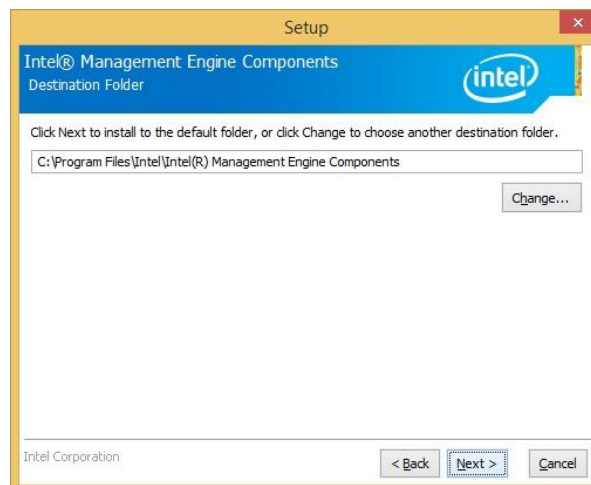 Setup
Intel® Management Engine Components
Destination Folder
intel
Click Next to install to the default folder, or click Change to choose another destination folder.
C:\Program Files\Intel\Intel(R) Management Engine Components
Change...
Intel Corporation
< Back
Next >
Cancel